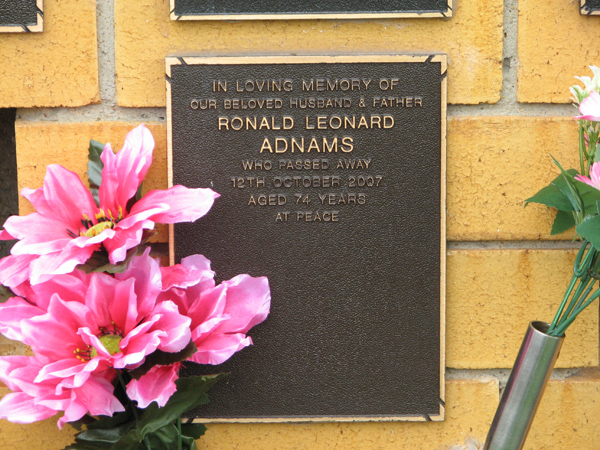 IN LOVING MEMORY OF
OUR BELOVED HUSBAND & FATHER
RONALD LEONARD
ADNAMS
WHO PASSED AWAY
12TH OCTOBER 2007
AGED 74 YEARS
AT PEACE